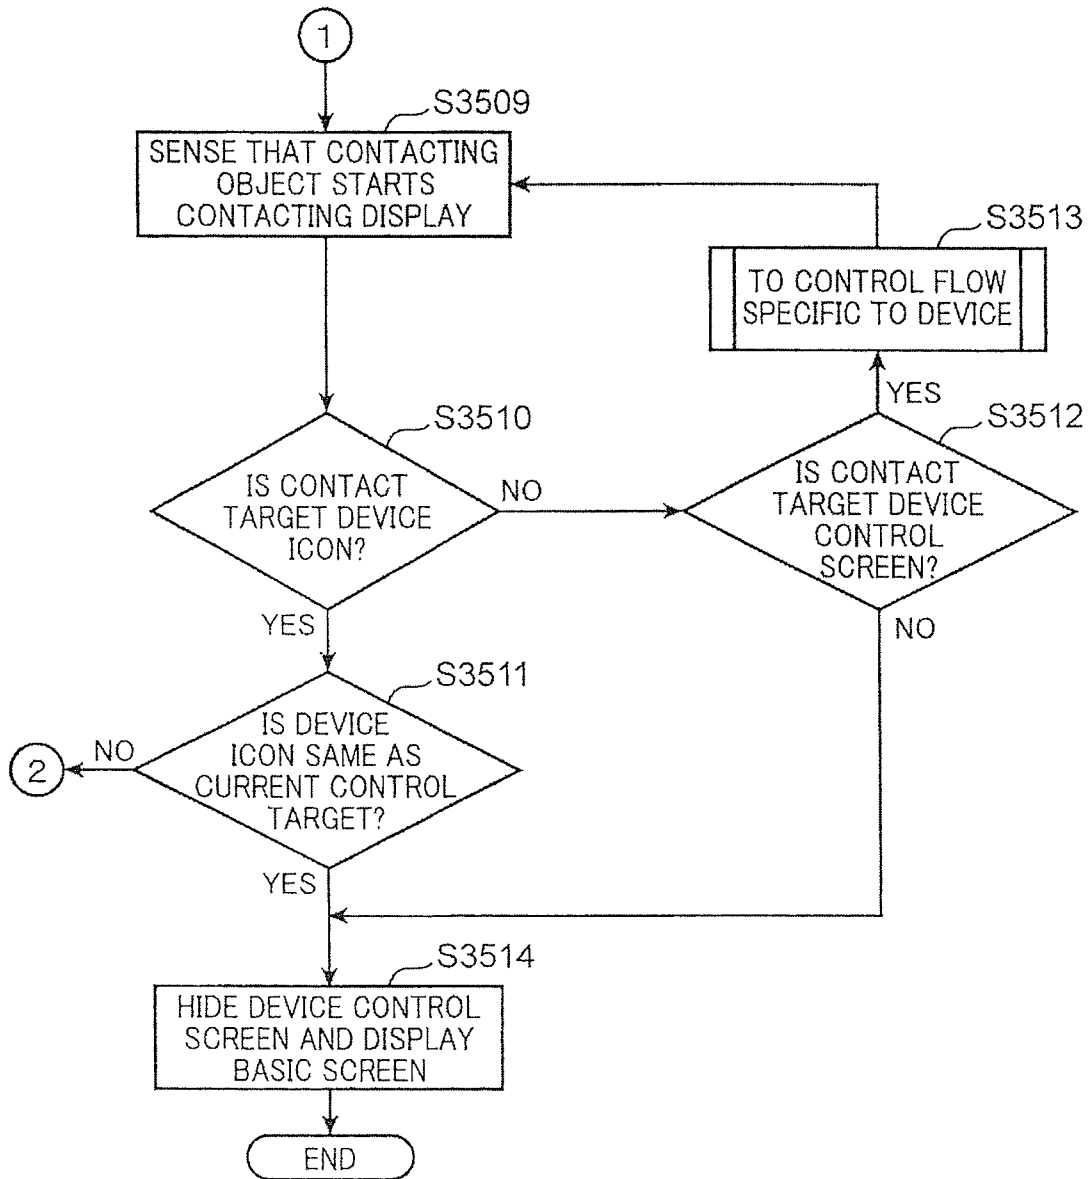 1
S3509
SENSE THAT CONTACTING
OBJECT STARTS
CONTACTING DISPLAY
S3513
TO CONTROL FLOW
SPECIFIC TO DEVICE
YES
S3510
S3512
IS CONTACT
TARGET DEVICE
ICON?
NO
IS CONTACT
TARGET DEVICE
CONTROL
SCREEN?
YES
NO
S3511
IS DEVICE
ICON SAME AS
CURRENT CONTROL
TARGET?
NO
2
YES
S3514
HIDE DEVICE CONTROL
SCREEN AND DISPLAY
BASIC SCREEN
END